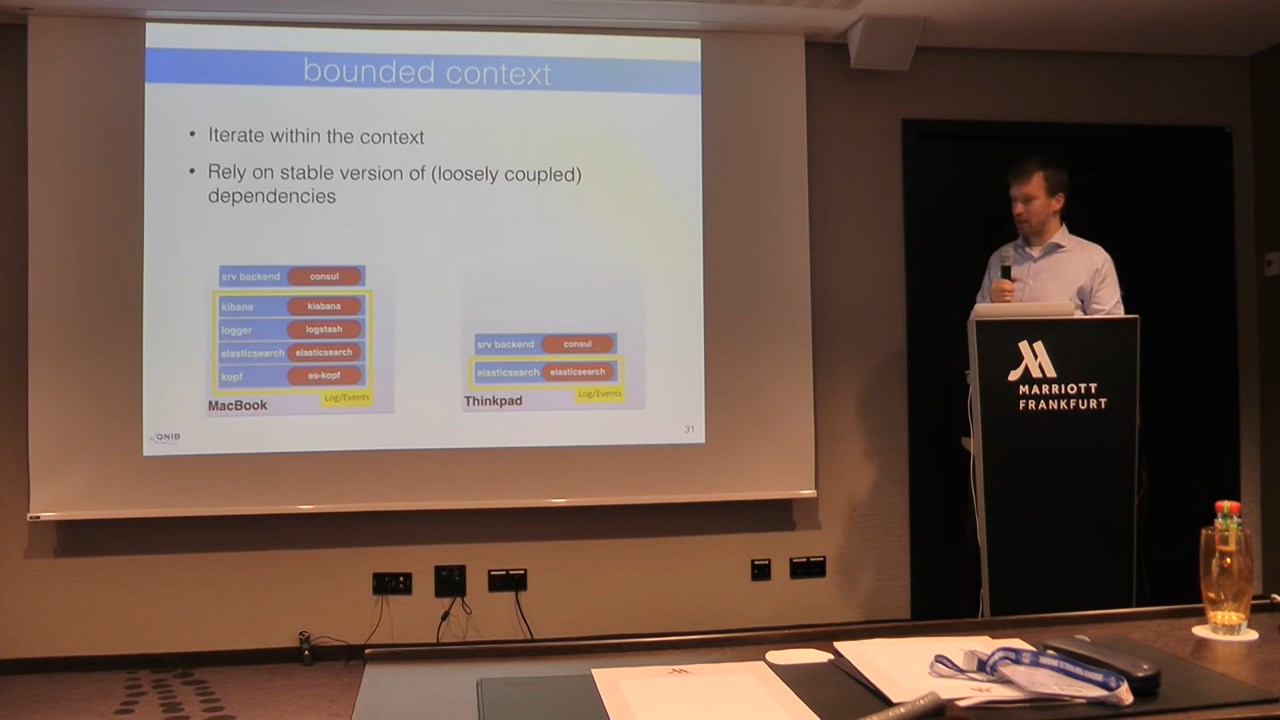 bounded context
• Iterate within the context
• Rely on stable version of (loosely coupled)
dependencies
srv backend consul
kibana kiabana
logger logstash
elasticsearch elasticsearch
kopf es-kopf
Log/Events
MacBook
srv backend consul
elasticsearch elasticsearch
Log/Events
Thinkpad
QNIB
31
MARRIOTT
FRANKFURT